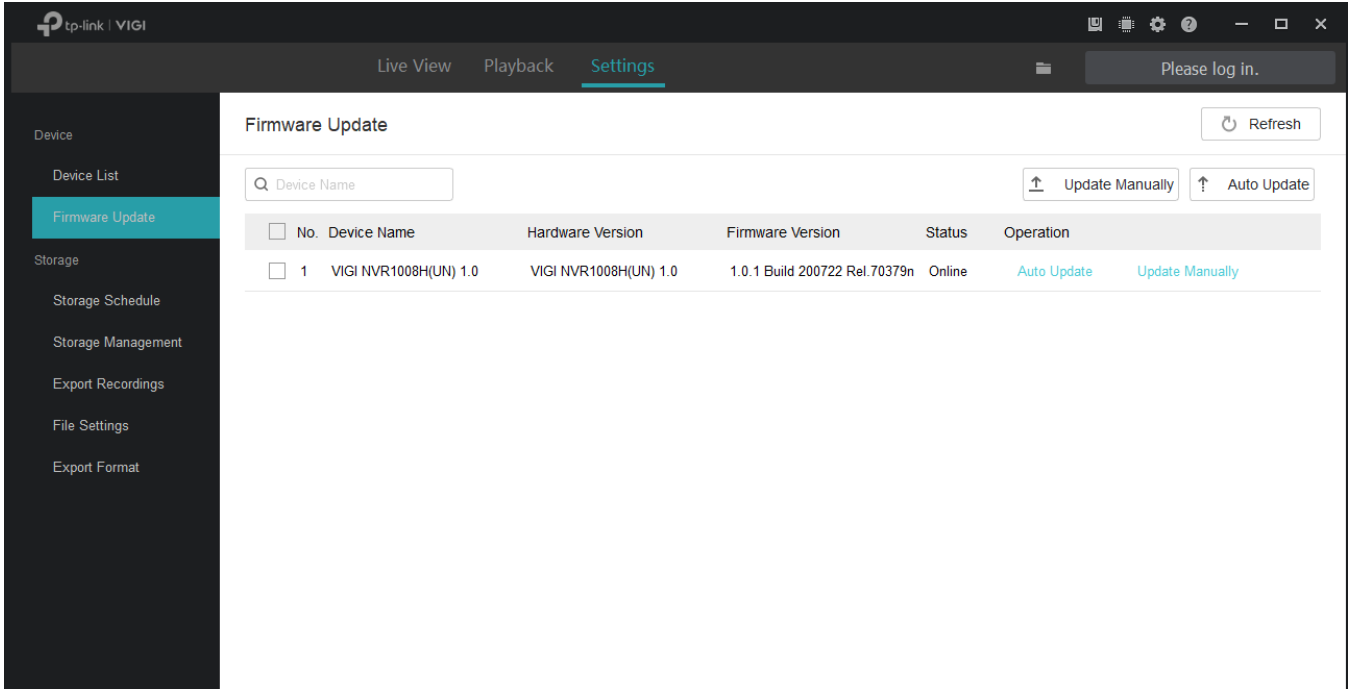 tp-link | VIGI
Live View Playback Settings Please log in.
Device
Device List
Firmware Update
Storage
Storage Schedule
Storage Management
Export Recordings
File Settings
Export Format
Firmware Update Refresh
Device Name Update Manually Auto Update
No. Device Name Hardware Version Firmware Version Status Operation
1 VIGI NVR1008H(UN) 1.0 VIGI NVR1008H(UN) 1.0 1.0.1 Build 200722 Rel.70379n Online Auto Update Update Manually